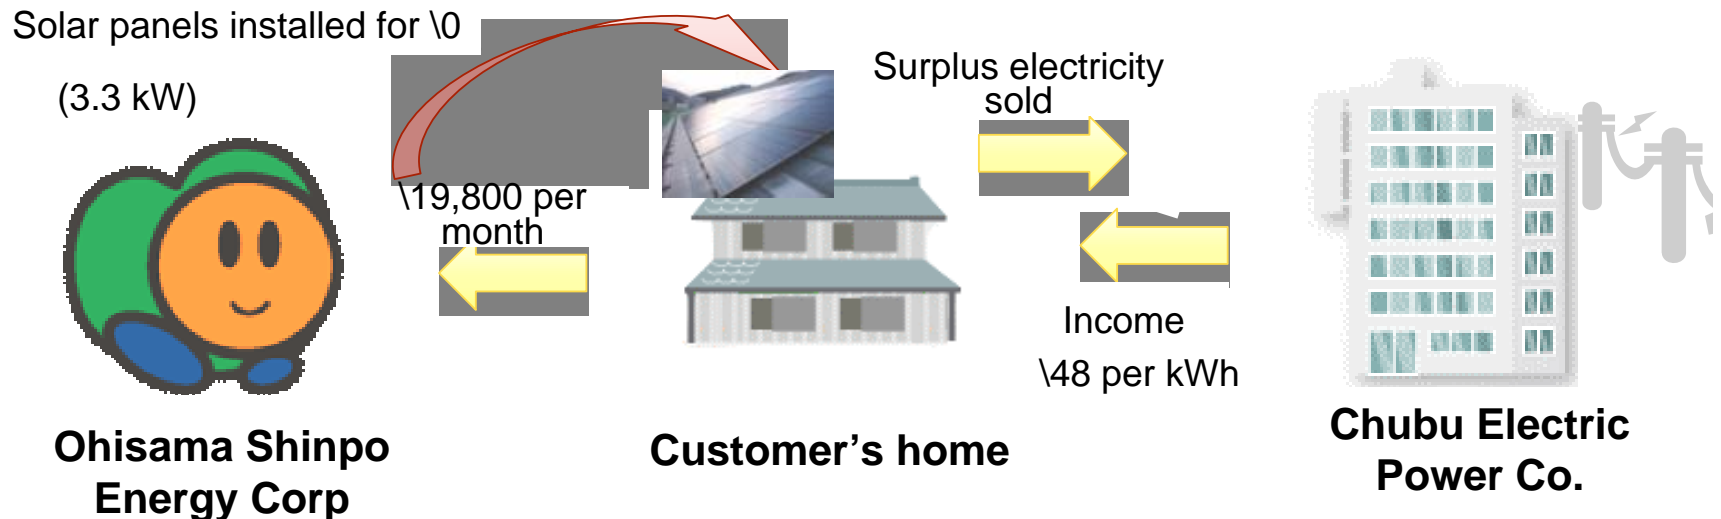 Solar panels installed for \0
(3.3 kW)
\19,800 per
month
Surplus electricity
sold
Income
\48 per kWh
Ohisama Shinpo
Energy Corp
Customer’s home
Chubu Electric
Power Co.